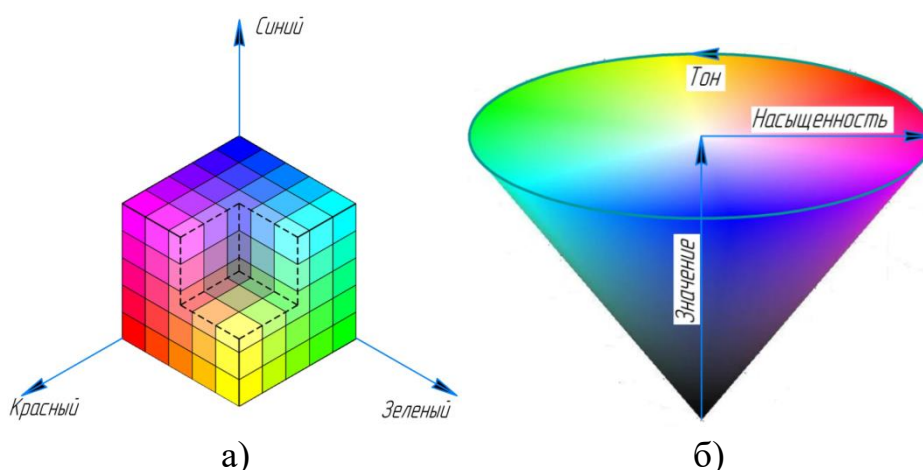 Синий
Красный
Зеленый
а)
Тон
Насыщенность
Значение
б)